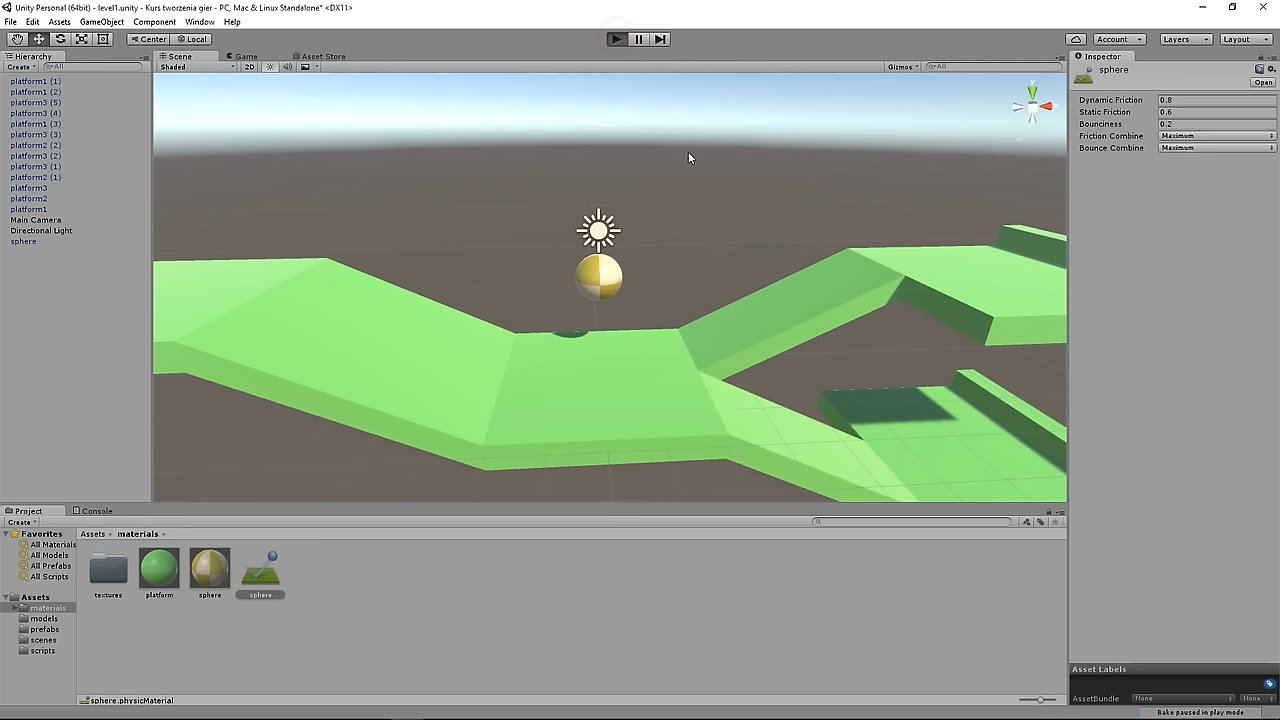 Unity Personal (64bit) - level1.unity - Kurs tworzenia gier - PC, Mac & Linux Standalone* <DX11>
File Edit Assets GameObject Component Window Help
Center Local Account Layers Layout
Hierarchy Scene Game Asset Store Inspector
Create All Shaded 2D Gizmos All
sphere
Open
platform1 (1)
platform1 (2)
platform3 (5)
platform3 (4)
platform1 (3)
platform3 (3)
platform2 (2)
platform3 (2)
platform3 (1)
platform2 (1)
platform3
platform2
platform1
Main Camera
Directional Light
sphere
y
Dynamic Friction 0.8
Static Friction 0.6
Bounciness 0.2
Friction Combine Maximum
Bounce Combine Maximum
Project Console
Create
Favorites
All Materials
All Models
All Prefabs
All Scripts
Assets
materials
models
prefabs
scenes
scripts
Assets materials
textures platform sphere sphere
sphere.physicMaterial
Asset Labels
AssetBundle None None
Bake paused in play mode